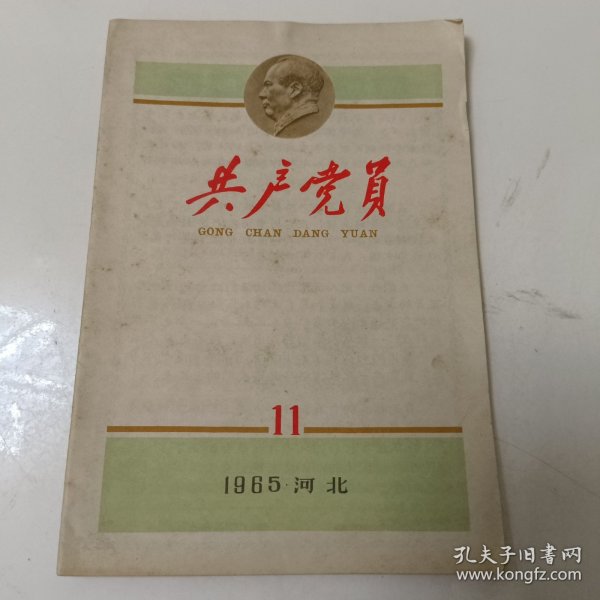 共产党員
GONG CHAN DANG YUAN
11
1965·河北
孔夫子旧書网
www.kongfz.com